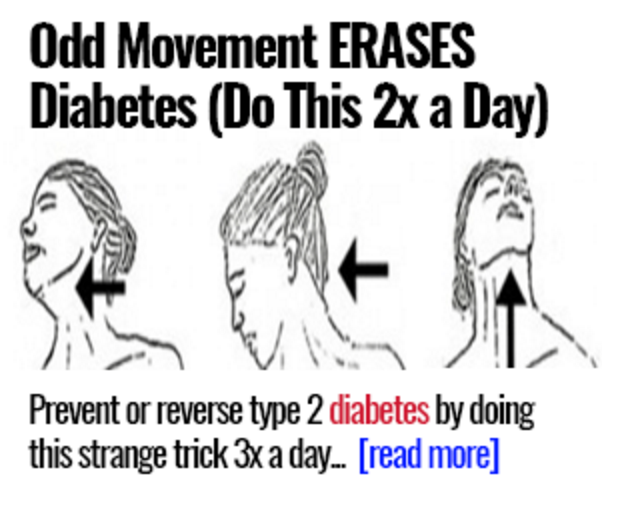 Odd Movement ERASES
Diabetes (Do This 2x a Day)
Prevent or reverse type 2 diabetes by doing
this strange trick 3x a day... [read more]